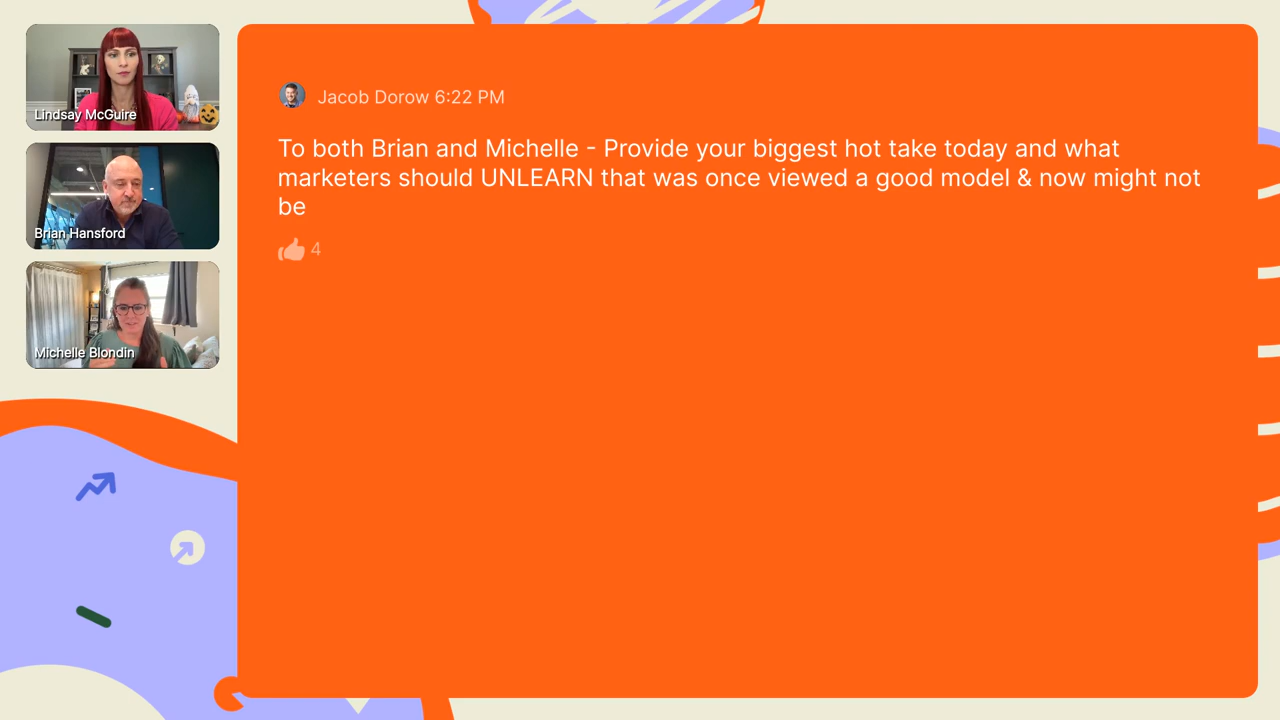 Lindsay McGuire
Brian Hansford
Michelle Blondin
Jacob Dorow 6:22 PM
To both Brian and Michelle - Provide your biggest hot take today and what
marketers should UNLEARN that was once viewed a good model & now might not
be
4